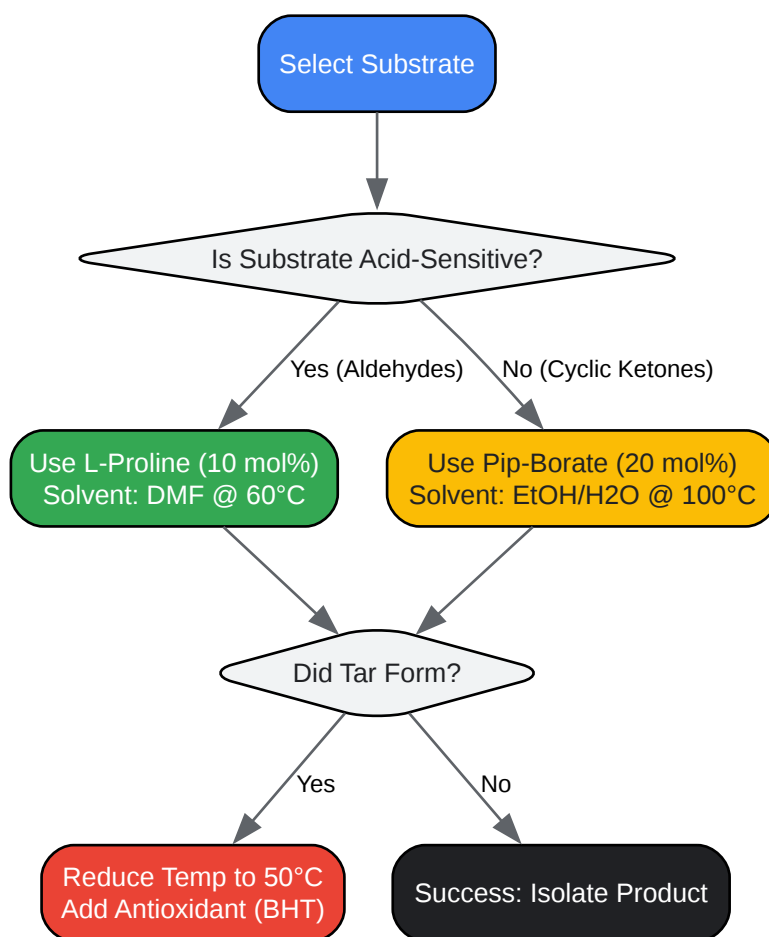 Select Substrate
Is Substrate Acid-Sensitive?
Yes (Aldehydes)
No (Cyclic Ketones)
Use L-Proline (10 mol%)
Solvent: DMF @ 60°C
Use Pip-Borate (20 mol%)
Solvent: EtOH/H2O @ 100°C
Did Tar Form?
Yes
No
Reduce Temp to 50°C
Add Antioxidant (BHT)
Success: Isolate Product